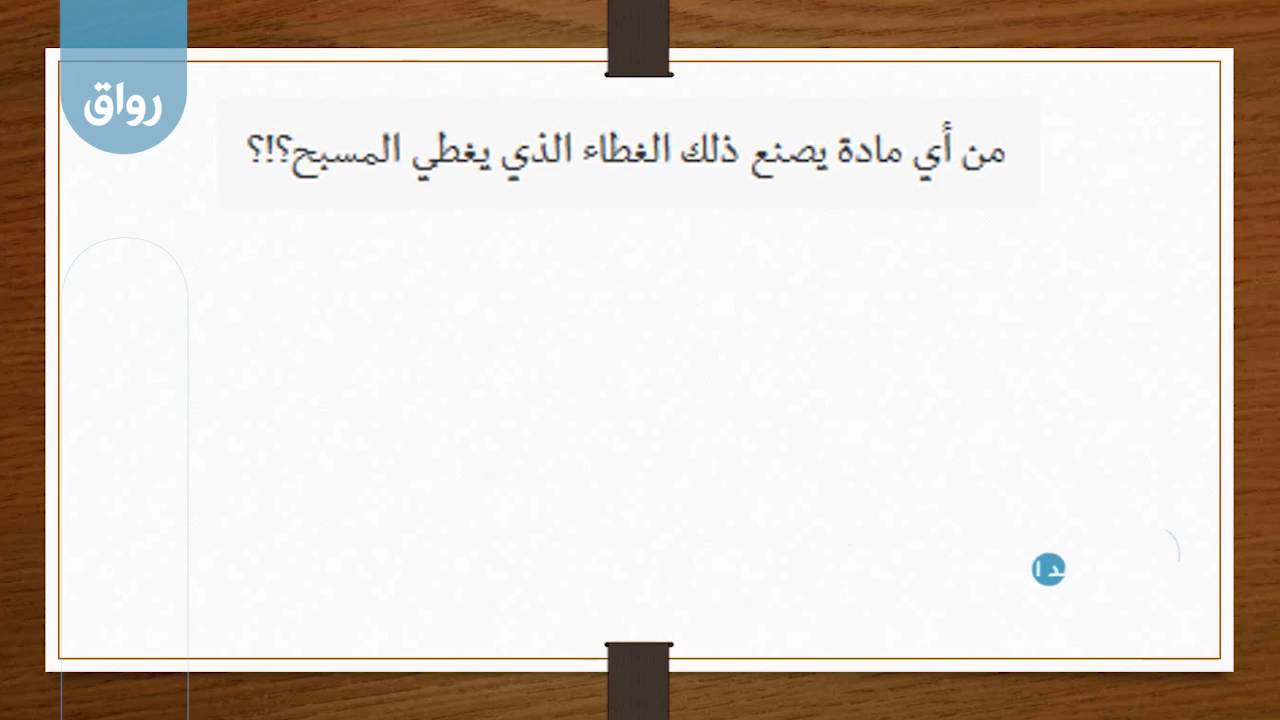 رواق
من أي مادة يصنع ذلك الغطاء الذي يغطي المسبح؟!؟